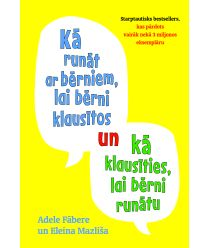 Starptautisks bestsellers,
kas pārdots
vairāk nekā 3 miljonos
eksemplāru
Kā
runāt
ar bērniem,
lai bērni
klausītos
un
kā
klausīties,
lai bērni
runātu
Adele Fābere
un Eleina Mazliša